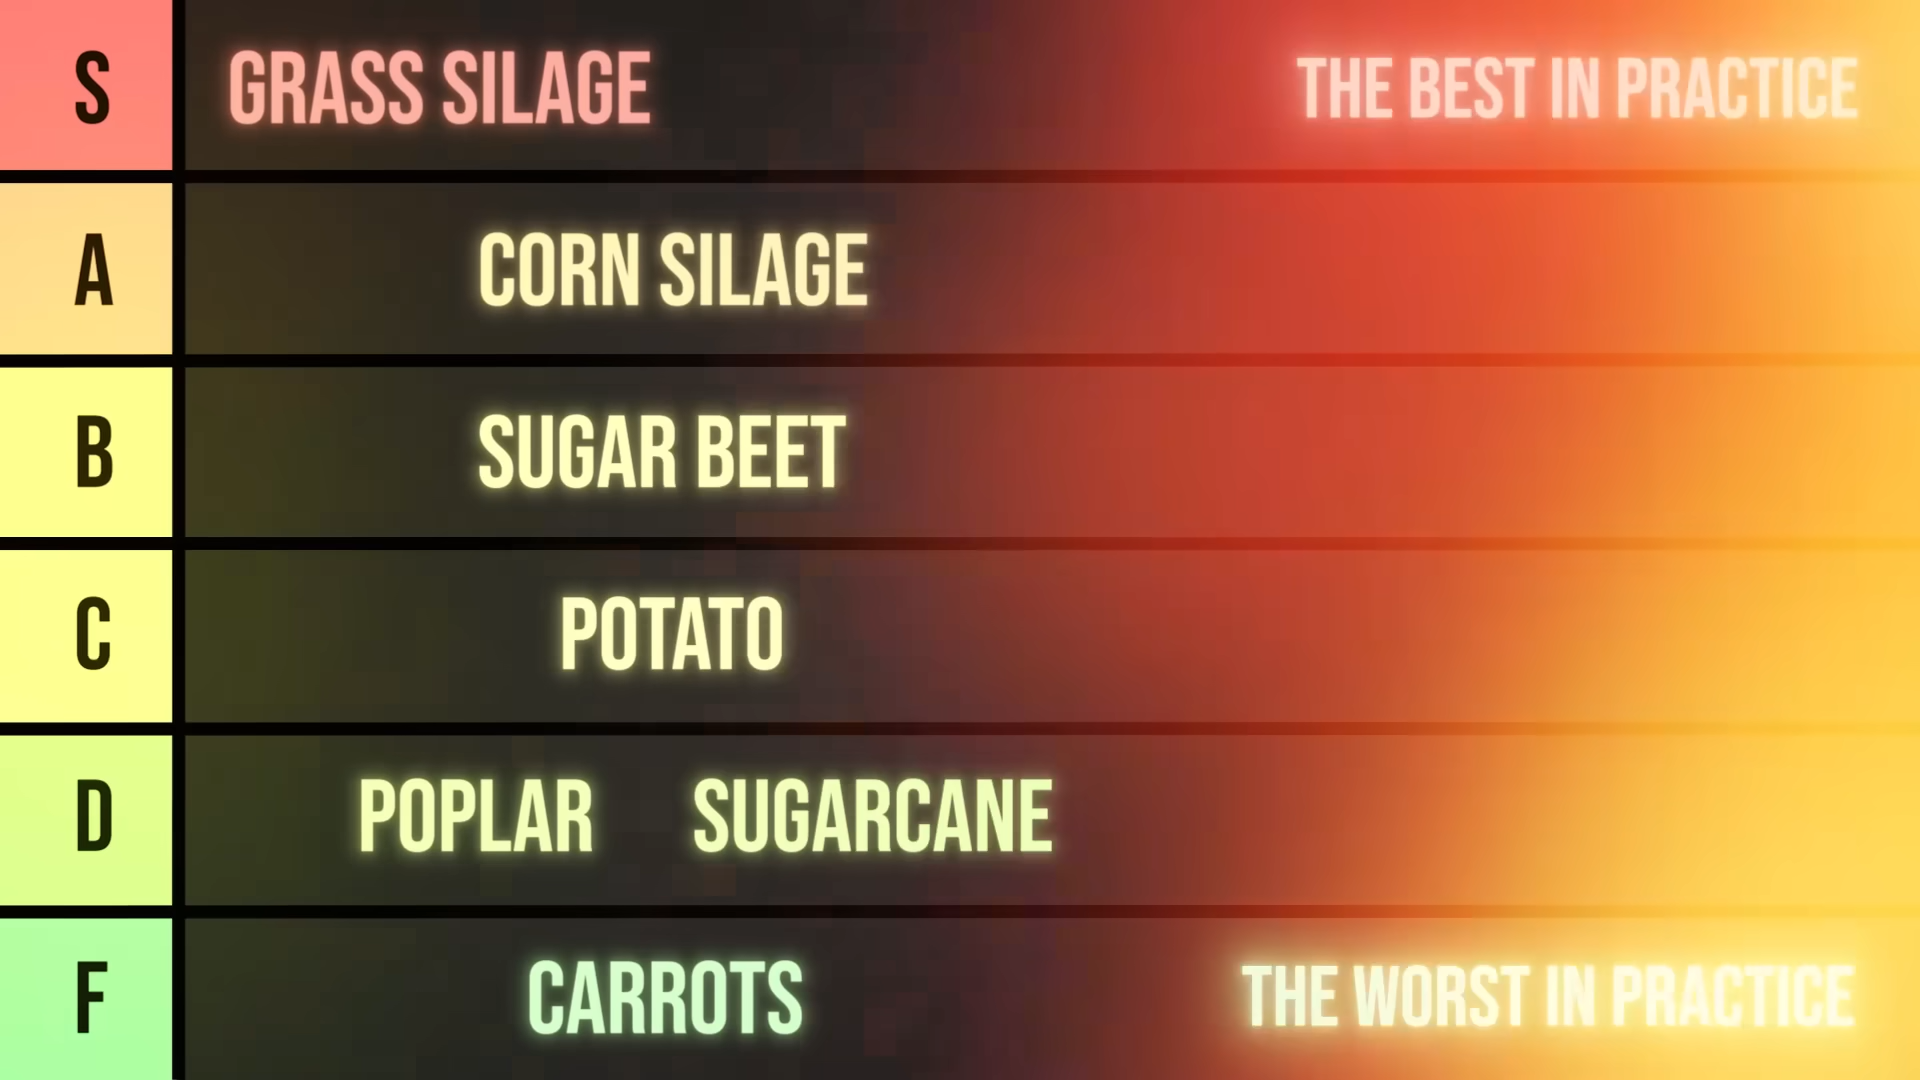 S
GRASS SILAGE
THE BEST IN PRACTICE
A
CORN SILAGE
B
SUGAR BEET
C
POTATO
D
POPLAR
SUGARCANE
F
CARROTS
THE WORST IN PRACTICE